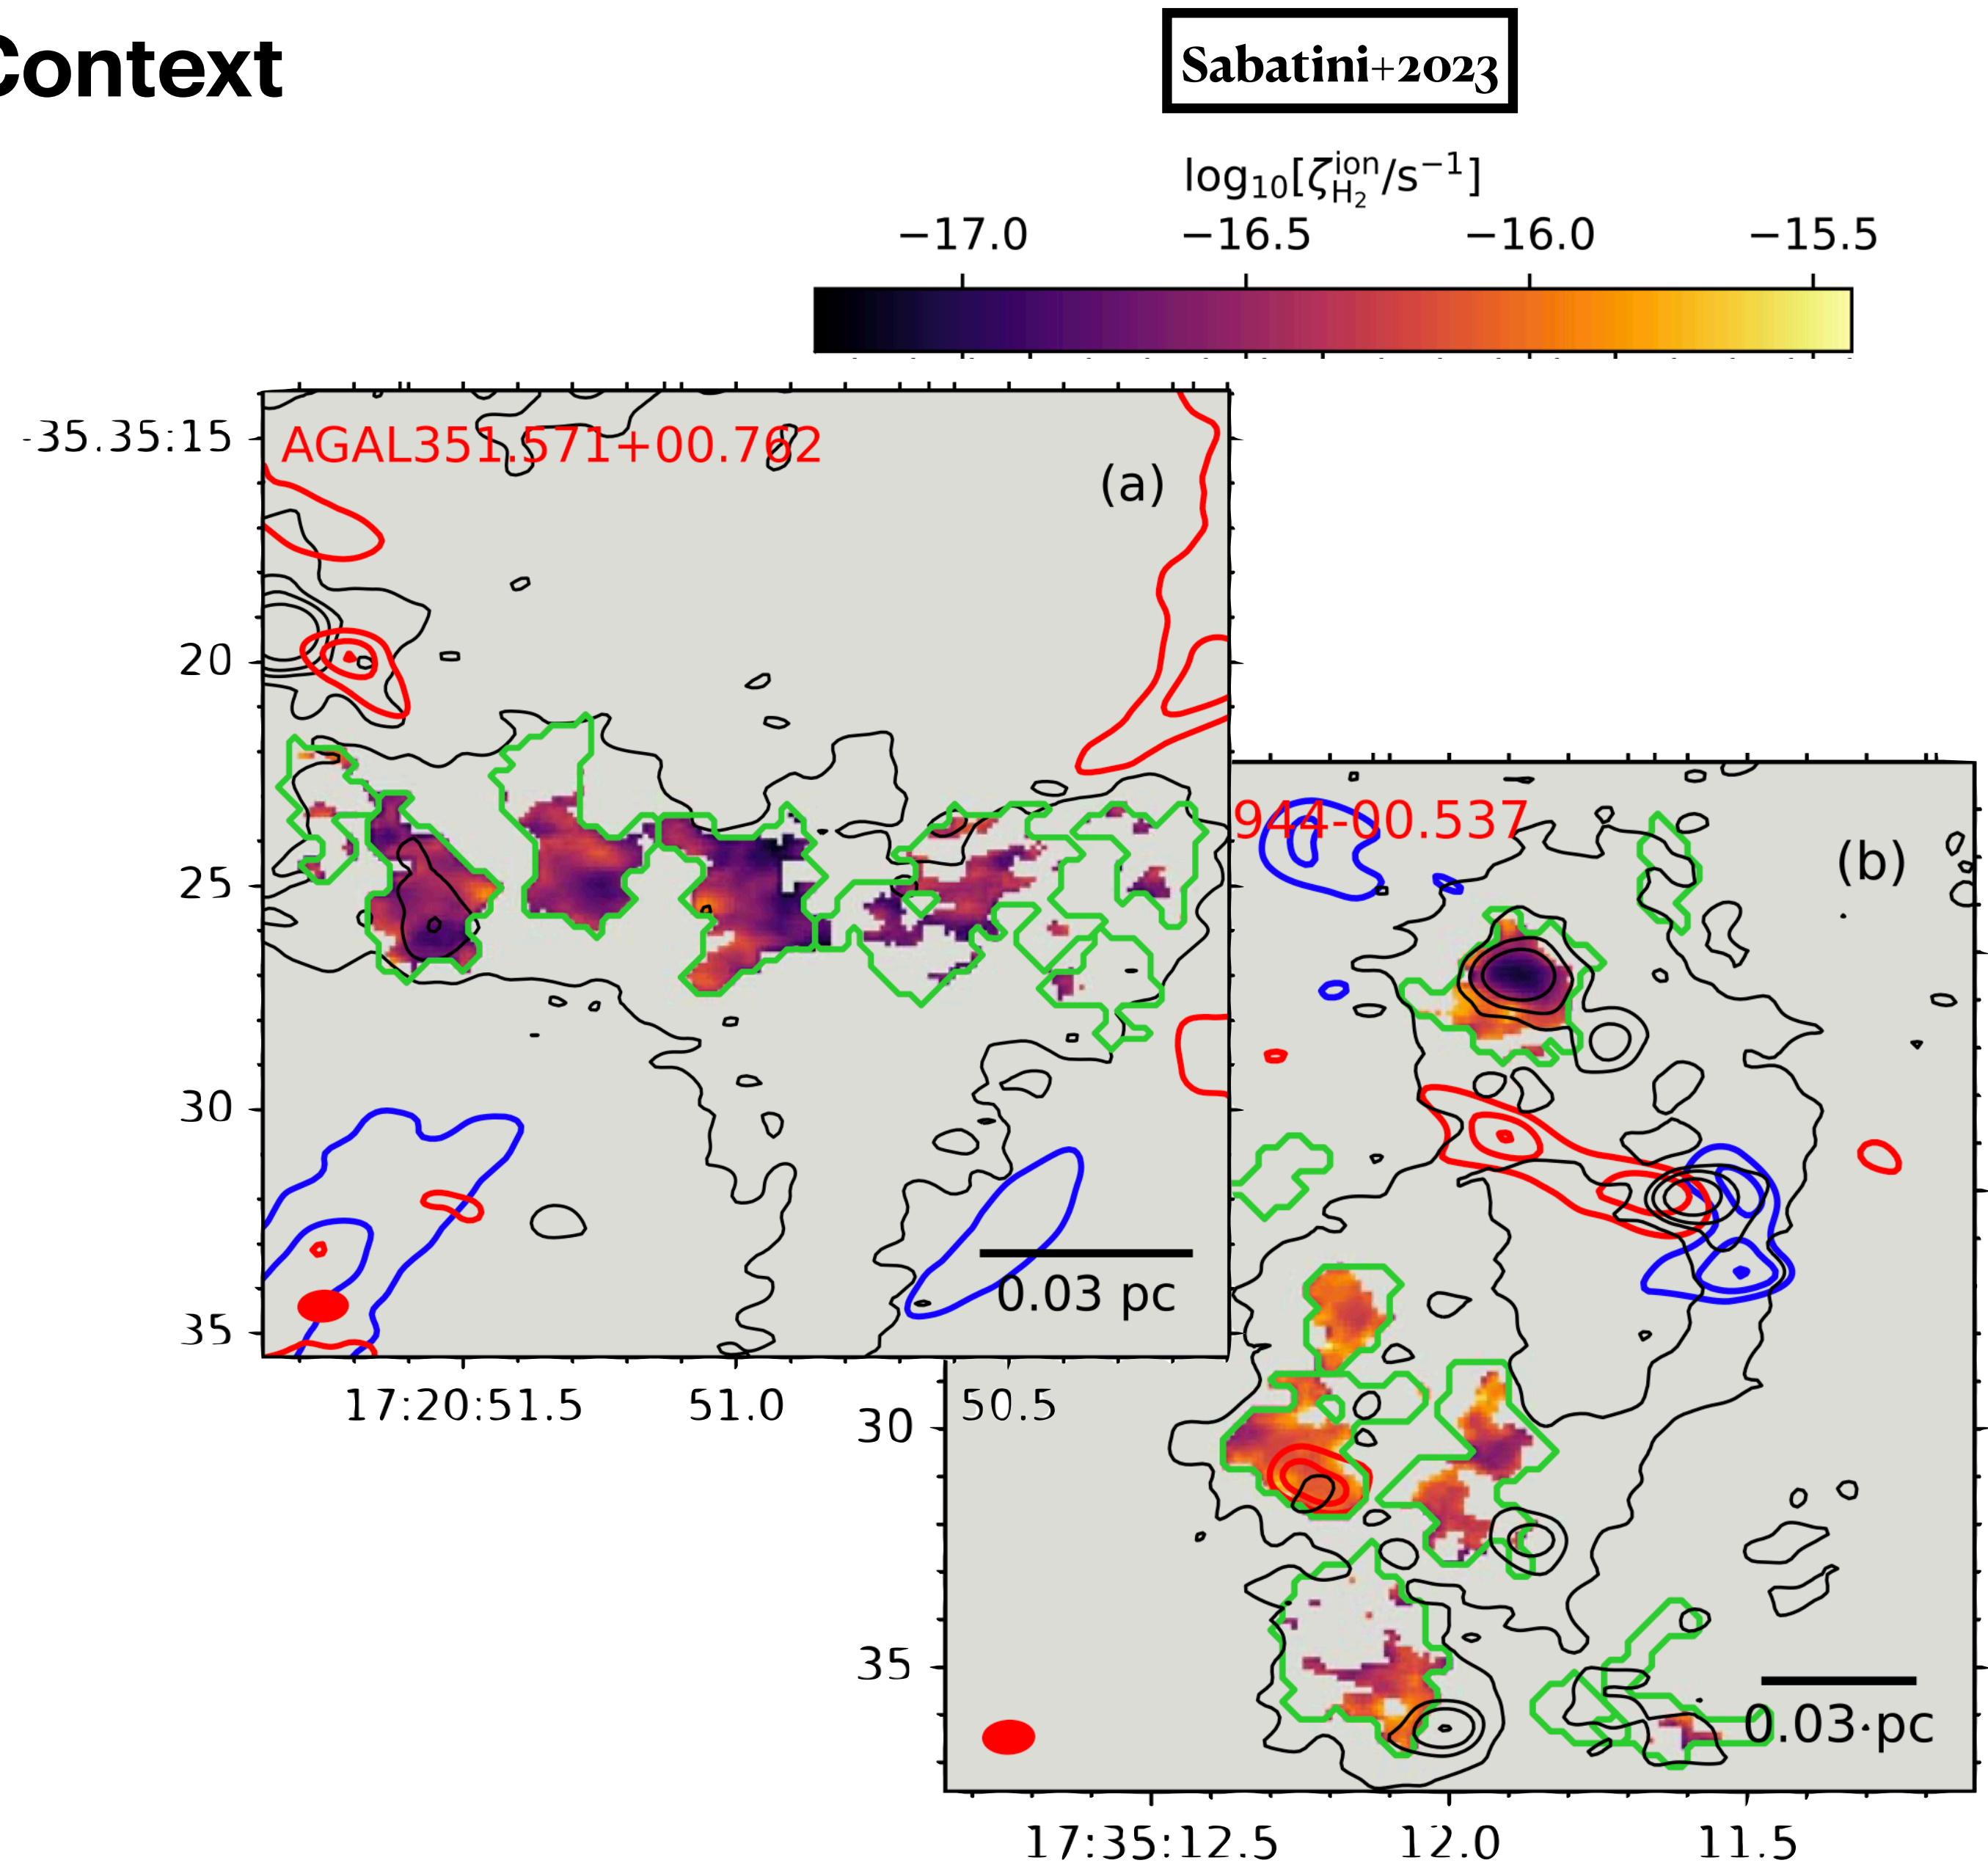 Context
Sabatini+2023
log₁₀[ζ_H₂^ion/s⁻¹]
−17.0 −16.5 −16.0 −15.5
AGAL351.571+00.762
(a)
-35.35:15
20
25
30
35
0.03 pc
17:20:51.5 51.0 50.5
944-00.537
(b)
30
35
0.03 pc
17:35:12.5 12.0 11.5